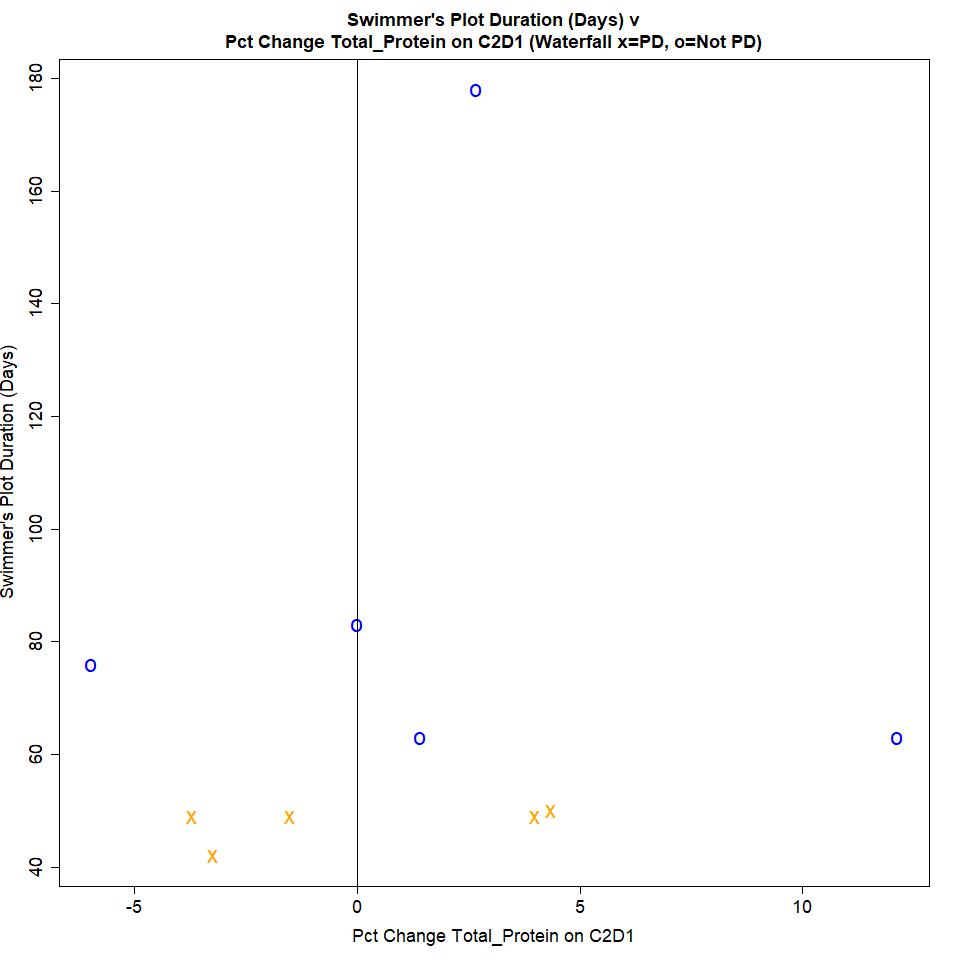 Swimmer's Plot Duration (Days) v
Pct Change Total_Protein on C2D1 (Waterfall x=PD, o=Not PD)
Swimmer's Plot Duration (Days)
180
160
140
120
100
80
60
40
O
O
O
O
O
X
X
X
X
X
-5
0
5
10
Pct Change Total_Protein on C2D1